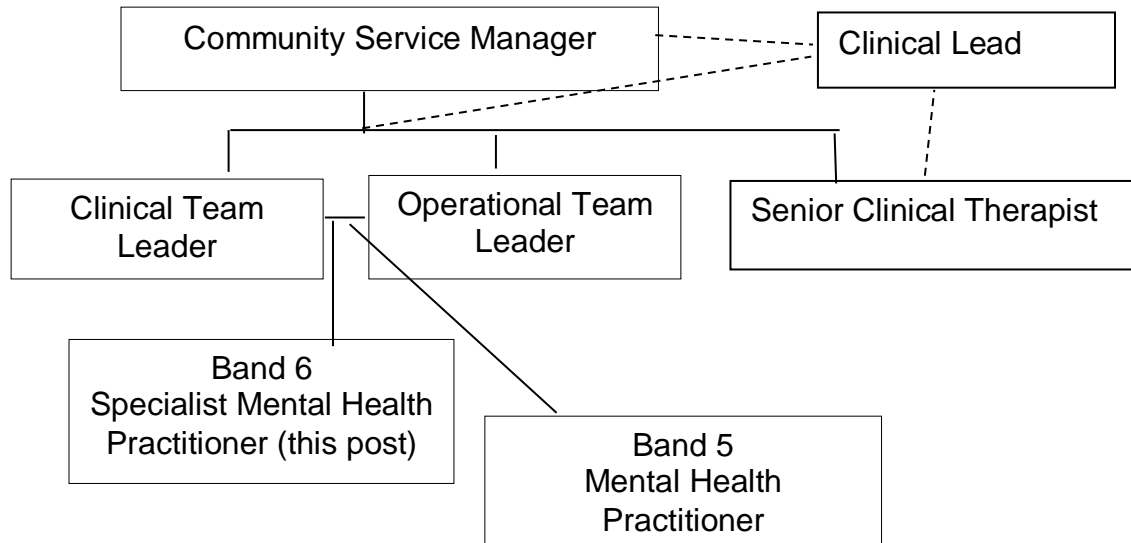 Community Service Manager
Clinical Lead
Clinical Team
Leader
Operational Team
Leader
Senior Clinical Therapist
Band 6
Specialist Mental Health
Practitioner (this post)
Band 5
Mental Health
Practitioner